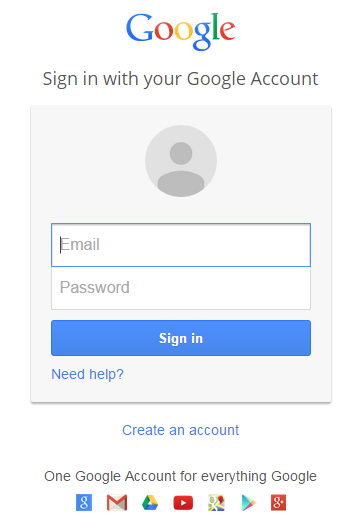 Google
Sign in with your Google Account
Email
Password
Sign in
Need help?
Create an account
One Google Account for everything Google